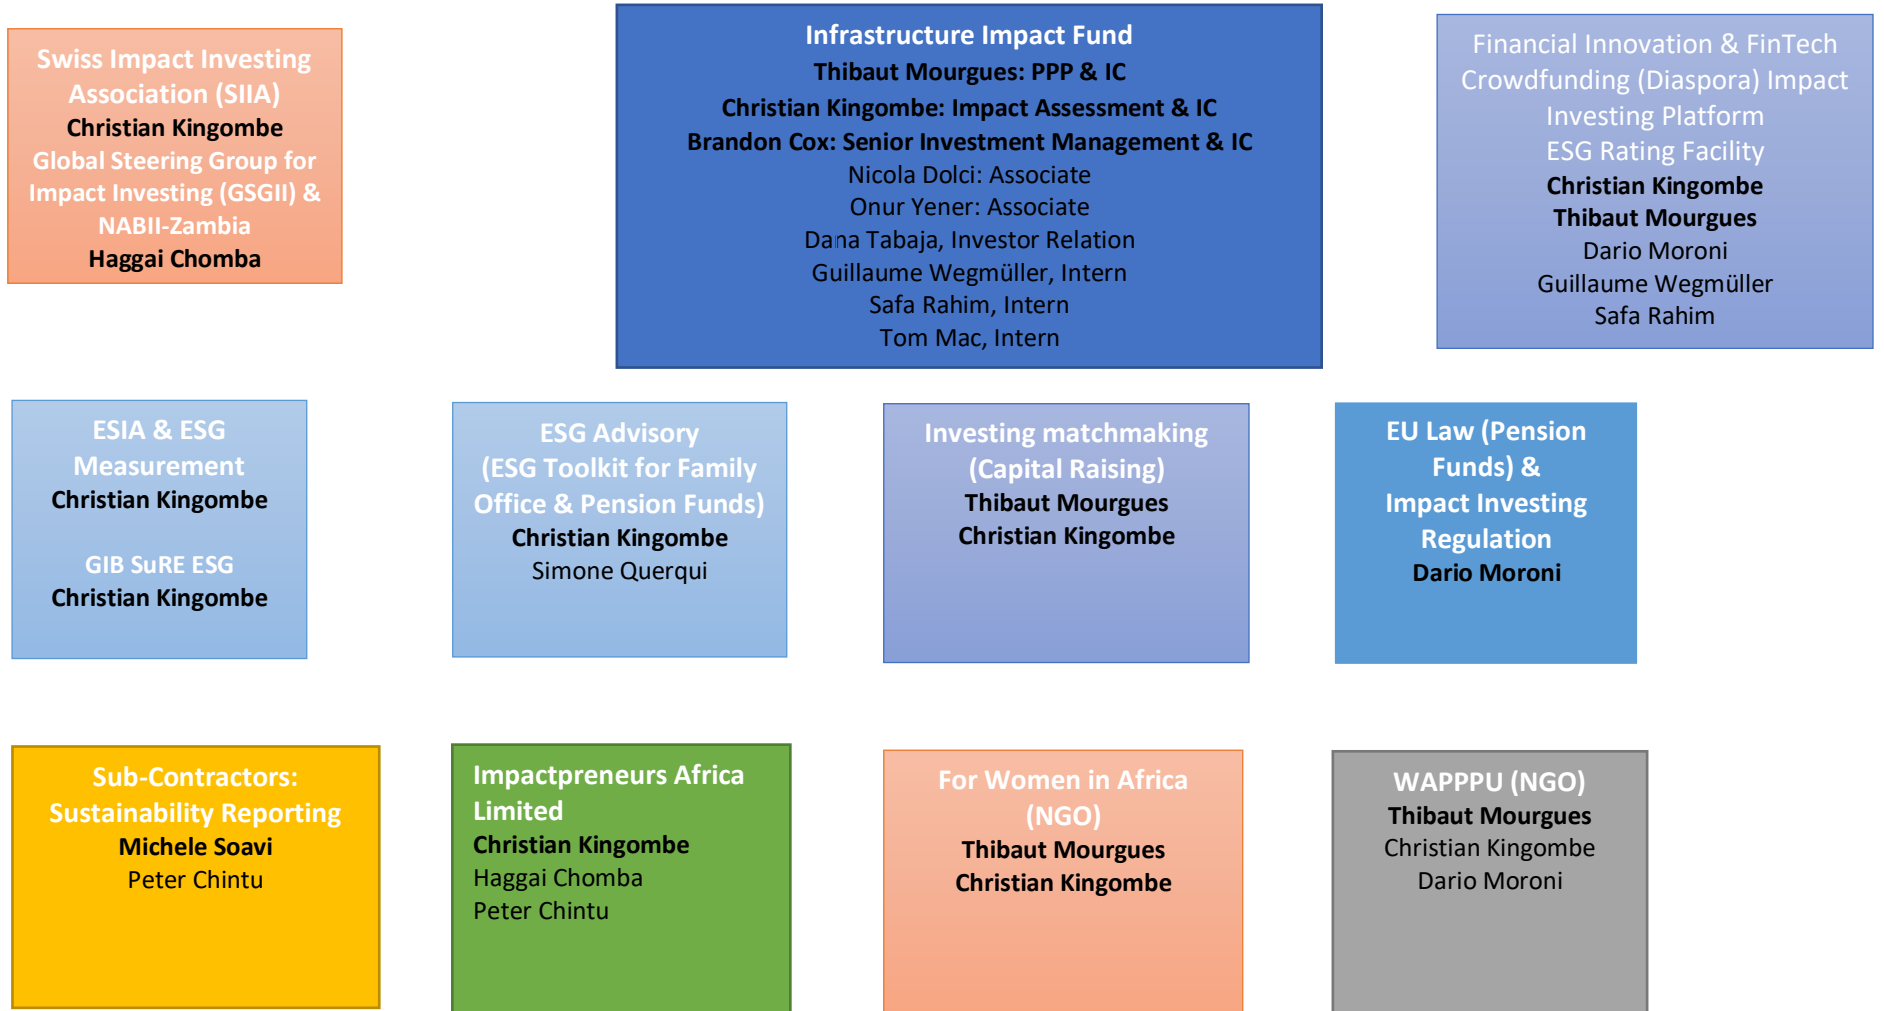 Swiss Impact Investing
Association (SIIA)
Christian Kingombe
Global Steering Group for
Impact Investing (GSGII) &
NABII-Zambia
Haggai Chomba
Infrastructure Impact Fund
Thibaut Mourgues: PPP & IC
Christian Kingombe: Impact Assessment & IC
Brandon Cox: Senior Investment Management & IC
Nicola Dolci: Associate
Onur Yener: Associate
Dana Tabaja, Investor Relation
Guillaume Wegmüller, Intern
Safa Rahim, Intern
Tom Mac, Intern
Financial Innovation & FinTech
Crowdfunding (Diaspora) Impact
Investing Platform
ESG Rating Facility
Christian Kingombe
Thibaut Mourgues
Dario Moroni
Guillaume Wegmüller
Safa Rahim
ESIA & ESG
Measurement
Christian Kingombe
GIB SuRE ESG
Christian Kingombe
ESG Advisory
(ESG Toolkit for Family
Office & Pension Funds)
Christian Kingombe
Simone Querqui
Investing matchmaking
(Capital Raising)
Thibaut Mourgues
Christian Kingombe
EU Law (Pension
Funds) &
Impact Investing
Regulation
Dario Moroni
Sub-Contractors:
Sustainability Reporting
Michele Soavi
Peter Chintu
Impactpreneurs Africa
Limited
Christian Kingombe
Haggai Chomba
Peter Chintu
For Women in Africa
(NGO)
Thibaut Mourgues
Christian Kingombe
WAPPPU (NGO)
Thibaut Mourgues
Christian Kingombe
Dario Moroni